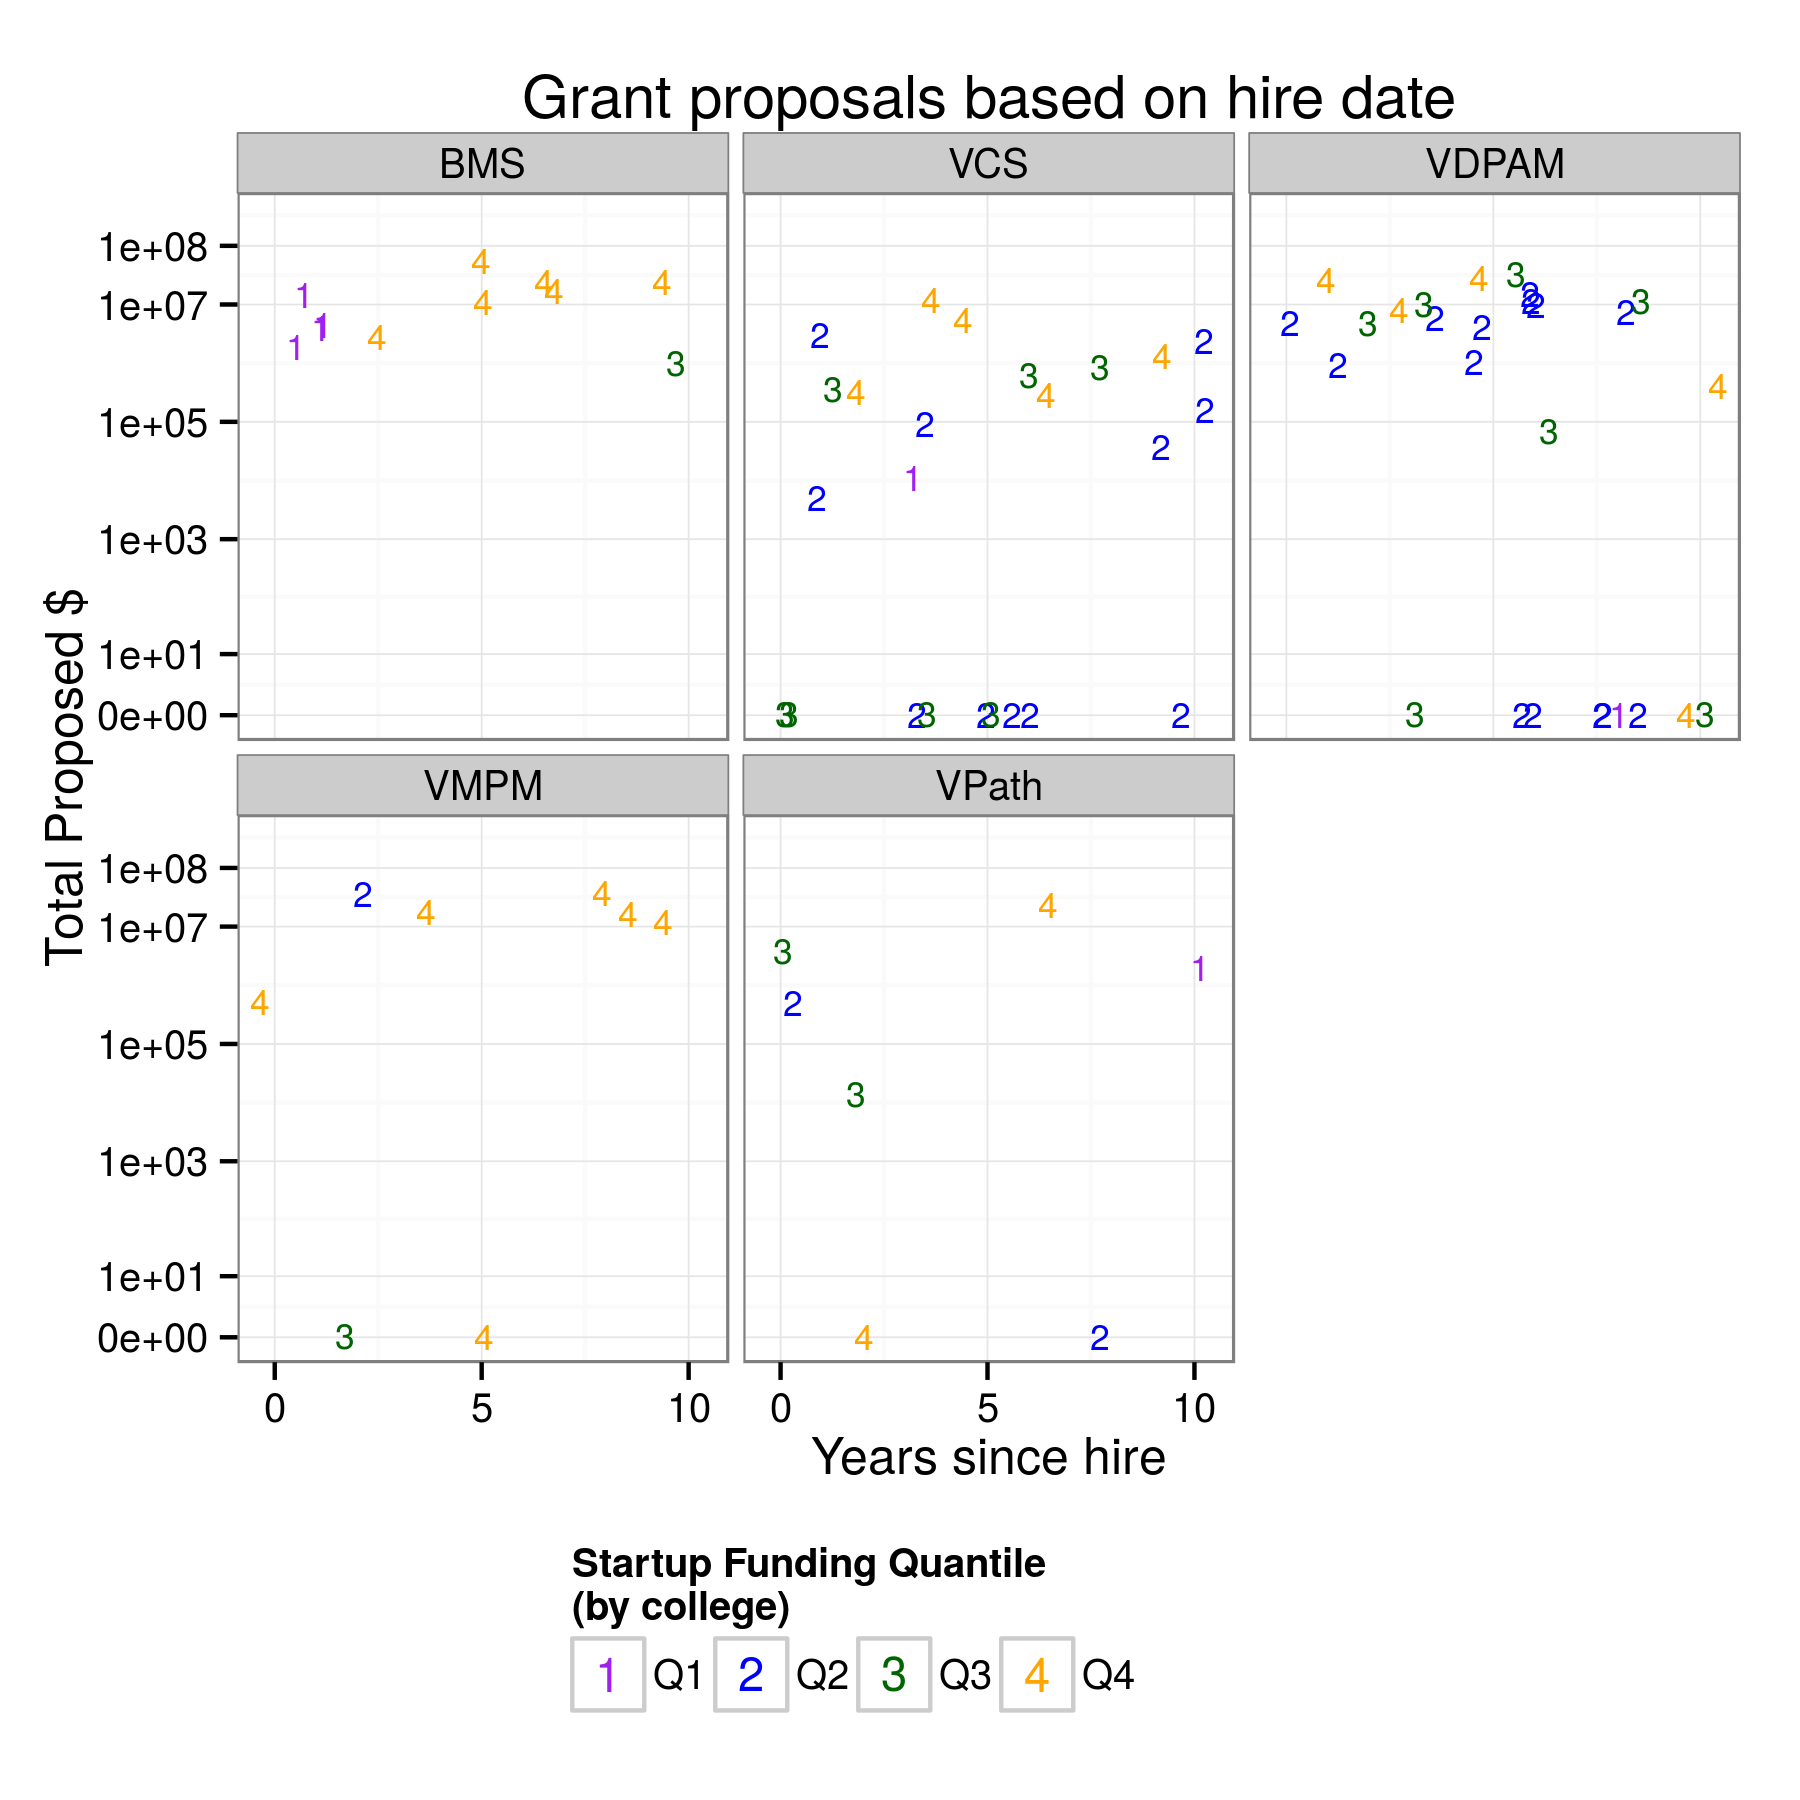 Grant proposals based on hire date
BMS VCS VDPAM
Total Proposed $
1e+08
1e+07
1e+05
1e+03
1e+01
0e+00
VMPM VPath
1e+08
1e+07
1e+05
1e+03
1e+01
0e+00
0 5 10 0 5 10
Years since hire
Startup Funding Quantile
(by college)
1 Q1 2 Q2 3 Q3 4 Q4